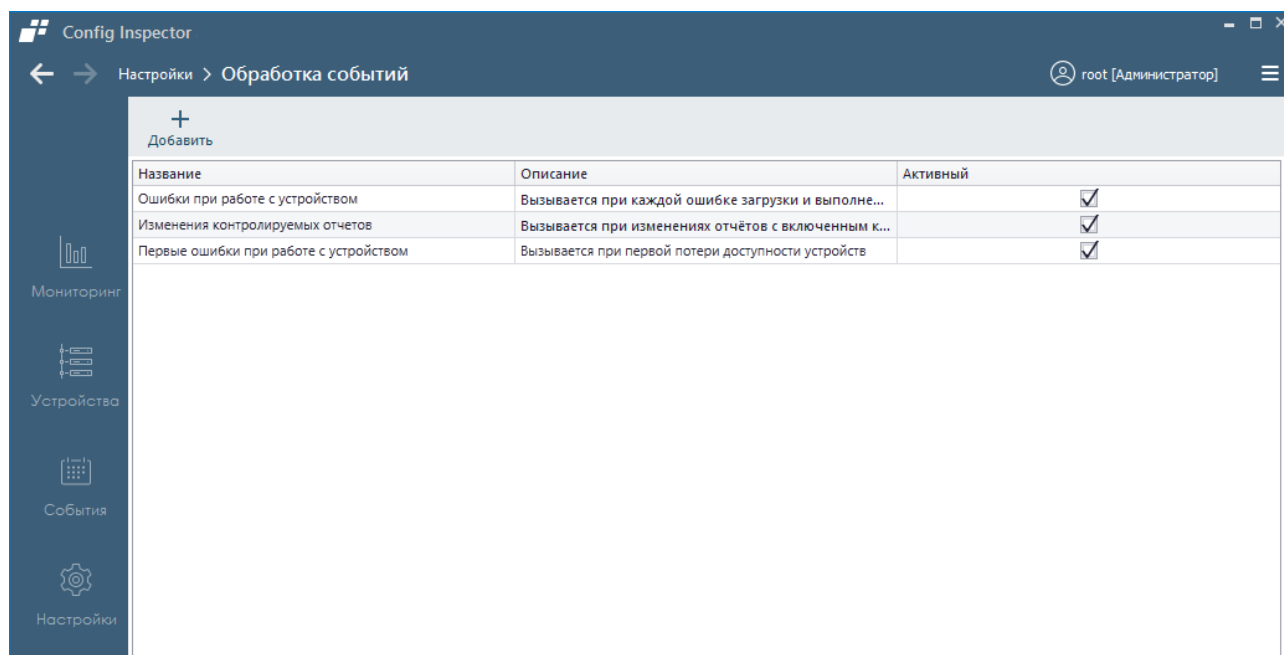 Config Inspector
Настройки > Обработка событий
root [Администратор]
Добавить
Название Описание Активный
Ошибки при работе с устройством Вызывается при каждой ошибке загрузки и выполне...
Изменения контролируемых отчетов Вызывается при изменениях отчётов с включенным к...
Первые ошибки при работе с устройством Вызывается при первой потери доступности устройств
Мониторинг
Устройства
События
Настройки